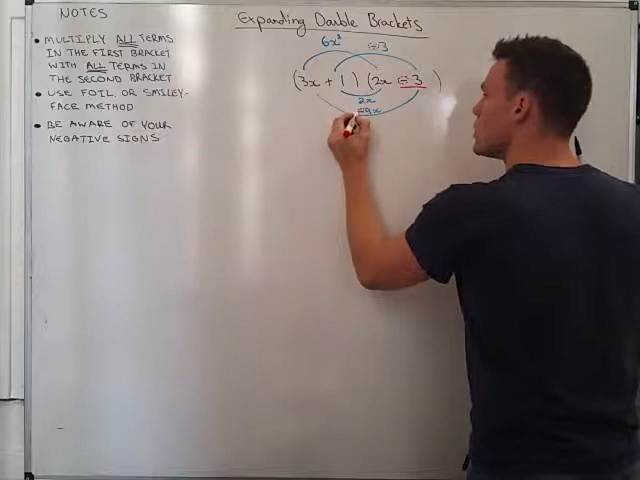 NOTES
• MULTIPLY ALL TERMS
IN THE FIRST BRACKET
WITH ALL TERMS IN
THE SECOND BRACKET
• USE FOIL OR SMILEY-
FACE METHOD
• BE AWARE OF YOUR
NEGATIVE SIGNS
Expanding Double Brackets
6x² -3
(3x + 1) (2x - 3)
2x
-9x